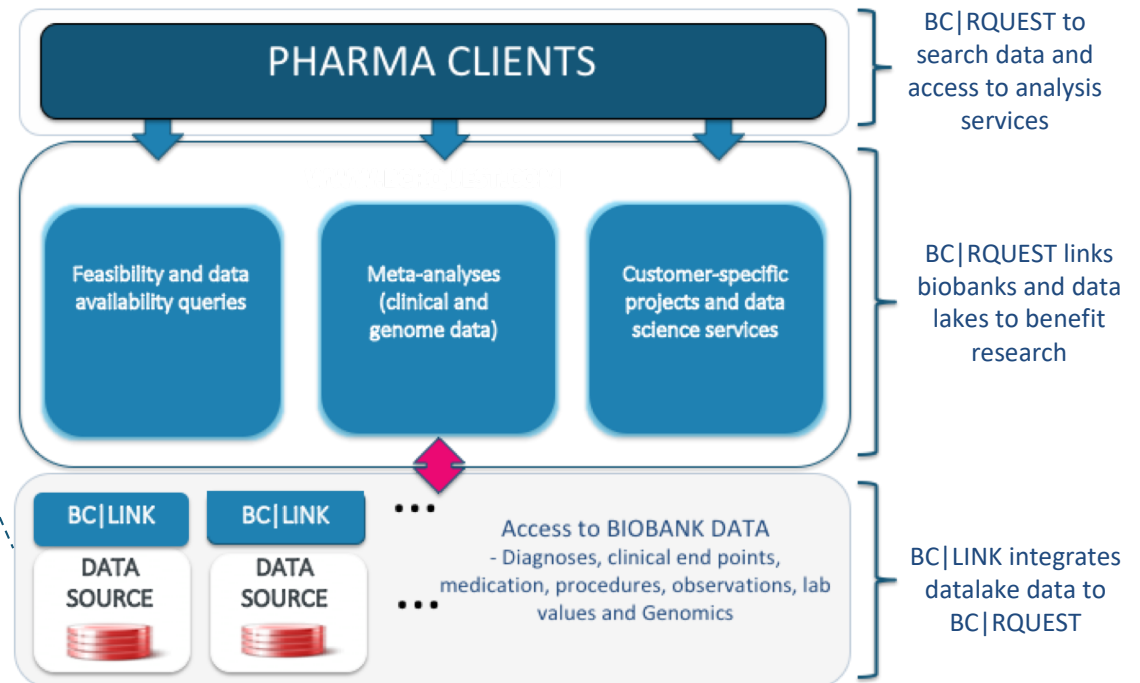 PHARMA CLIENTS
BC|RQUEST to
search data and
access to analysis
services
Feasibility and data
availability queries
Meta-analyses
(clinical and
genome data)
Customer-specific
projects and data
science services
BC|RQUEST links
biobanks and data
lakes to benefit
research
BC|LINK
DATA
SOURCE
BC|LINK
DATA
SOURCE
...
...
Access to BIOBANK DATA
- Diagnoses, clinical end points,
medication, procedures, observations, lab
values and Genomics
BC|LINK integrates
datalake data to
BC|RQUEST